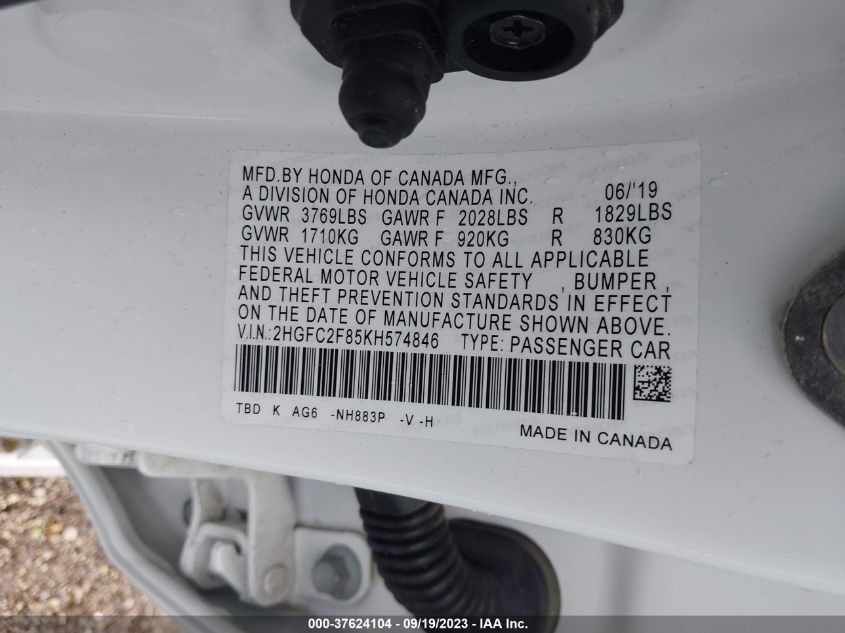 MFD.BY HONDA OF CANADA MFG.,
A DIVISION OF HONDA CANADA INC. 06/'19
GVWR 3769LBS GAWR F 2028LBS R 1829LBS
GVWR 1710KG GAWR F 920KG R 830KG
THIS VEHICLE CONFORMS TO ALL APPLICABLE
FEDERAL MOTOR VEHICLE SAFETY , BUMPER ,
AND THEFT PREVENTION STANDARDS IN EFFECT
ON THE DATE OF MANUFACTURE SHOWN ABOVE.
V.I.N.:2HGFC2F85KH574846 TYPE: PASSENGER CAR
TBD K AG6 -NH883P -V -H
MADE IN CANADA
000-37624104 - 09/19/2023 - IAA Inc.